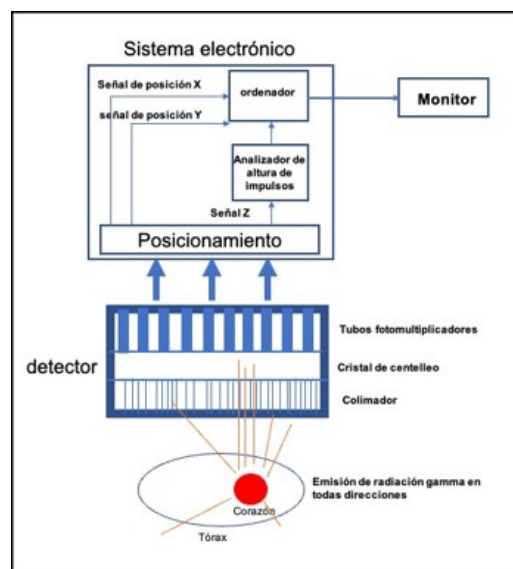 Sistema electrónico
Señal de posición X
señal de posición Y
ordenador
Monitor
Analizador de
altura de
impulsos
Señal Z
Posicionamiento
detector
Tubos fotomultiplicadores
Cristal de centelleo
Colimador
Emisión de radiación gamma en
todas direcciones
Corazón
Tórax